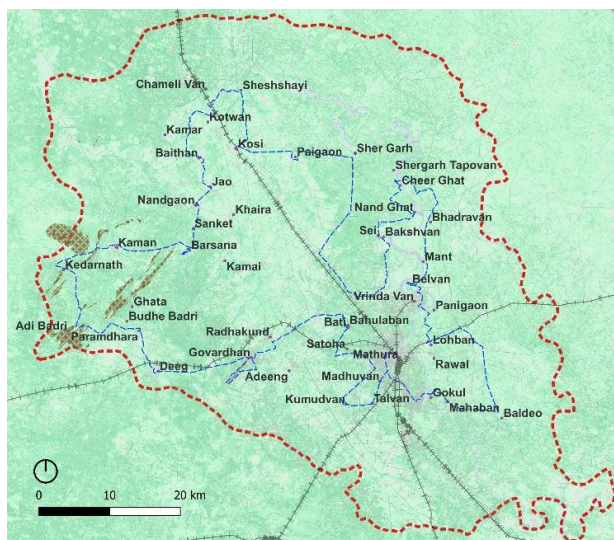 Chameli Van
Sheshshayi
Kotwan
Kamar
Kosi
Baithan
Paigaon
Sher Garh
Shergarh Tapovan
Cheer Ghat
Jao
Nandgaon
Khaira
Nand Ghat
Bhadravan
Sanket
Sei
Bakshvan
Kaman
Barsana
Kedarnath
Kamai
Mant
Belvan
Ghata
Vrinda Van
Panigaon
Budhe Badri
Adi Badri
Paramdhara
Radhakund
Bati
Bahulaban
Satoha
Lohban
Govardhan
Mathura
Rawal
Deeg
Adeeng
Madhuvan
Kumudvan
Talvan
Gokul
Mahaban
Baldeo
0 10 20 km